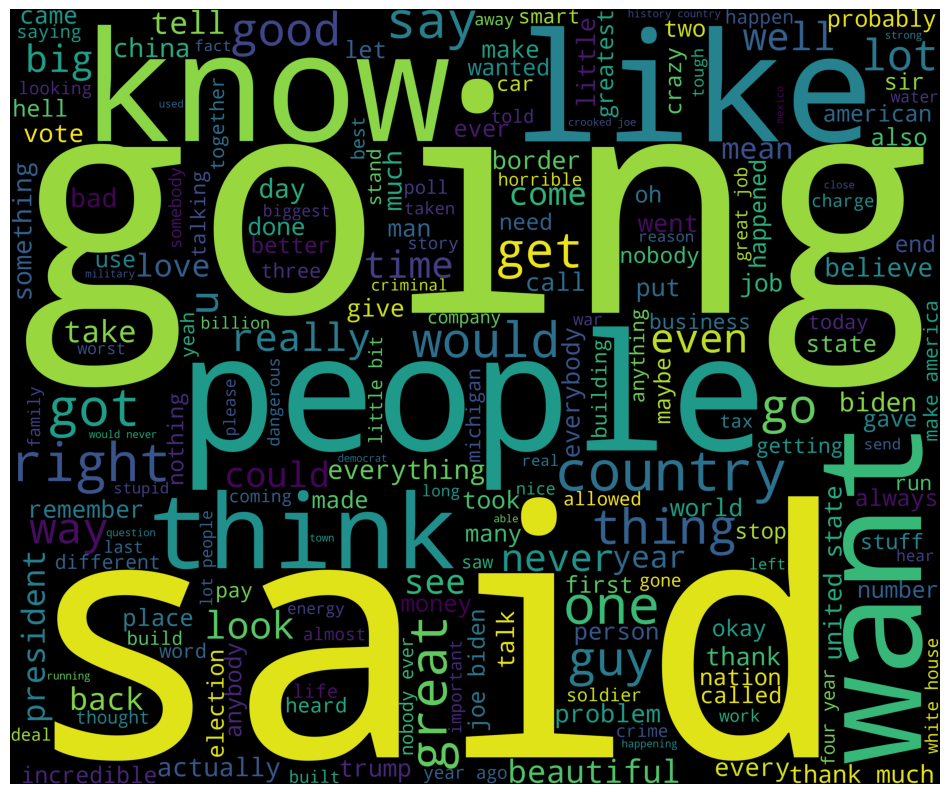 came
saying
tell
good
say
away
smart
history country
fact
strong
happen
probably
big
china
let
make
wanted
two
well
lot
know
like
looking
hell
vote
together
used
best
ever
told
car
crooked joe
little
greatest
crazy
tough
mexico
sir
water
american
also
mean
going
something
bad
somebody
talking
day
biggest
done
better
three
stand
much
poll
taken
man
story
border
horrible
come
need
get
call
oh
went
reason
nobody
put
great job
happened
job
close
charge
end
believe
use
love
military
u
time
criminal
give
take
worst
yeah
billion
company
really
would
war
business
even
today
state
make america
people
family
got
would never
nothing
please
dangerous
little bit
michigan
everybody
building
anything
maybe
tax
go
biden
gave
getting
send
right
stupid
could
everything
democrat
real
country
run
always
want
way
remember
coming
made
long
took
nice
able
allowed
world
thing
stop
stuff
hear
think
many
question
last
different
town
lot people
saw
never
year
left
number
united state
president
said
see
first
gone
pay
place
build
word
look
energy
almost
money
one
person
okay
thank
nation
called
work
great
talk
guy
soldier
running
back
thought
election
anybody
life
heard
nobody ever
important
joe biden
problem
crime
happening
four year
white house
deal
incredible
actually
built
trump
year ago
beautiful
every
thank much